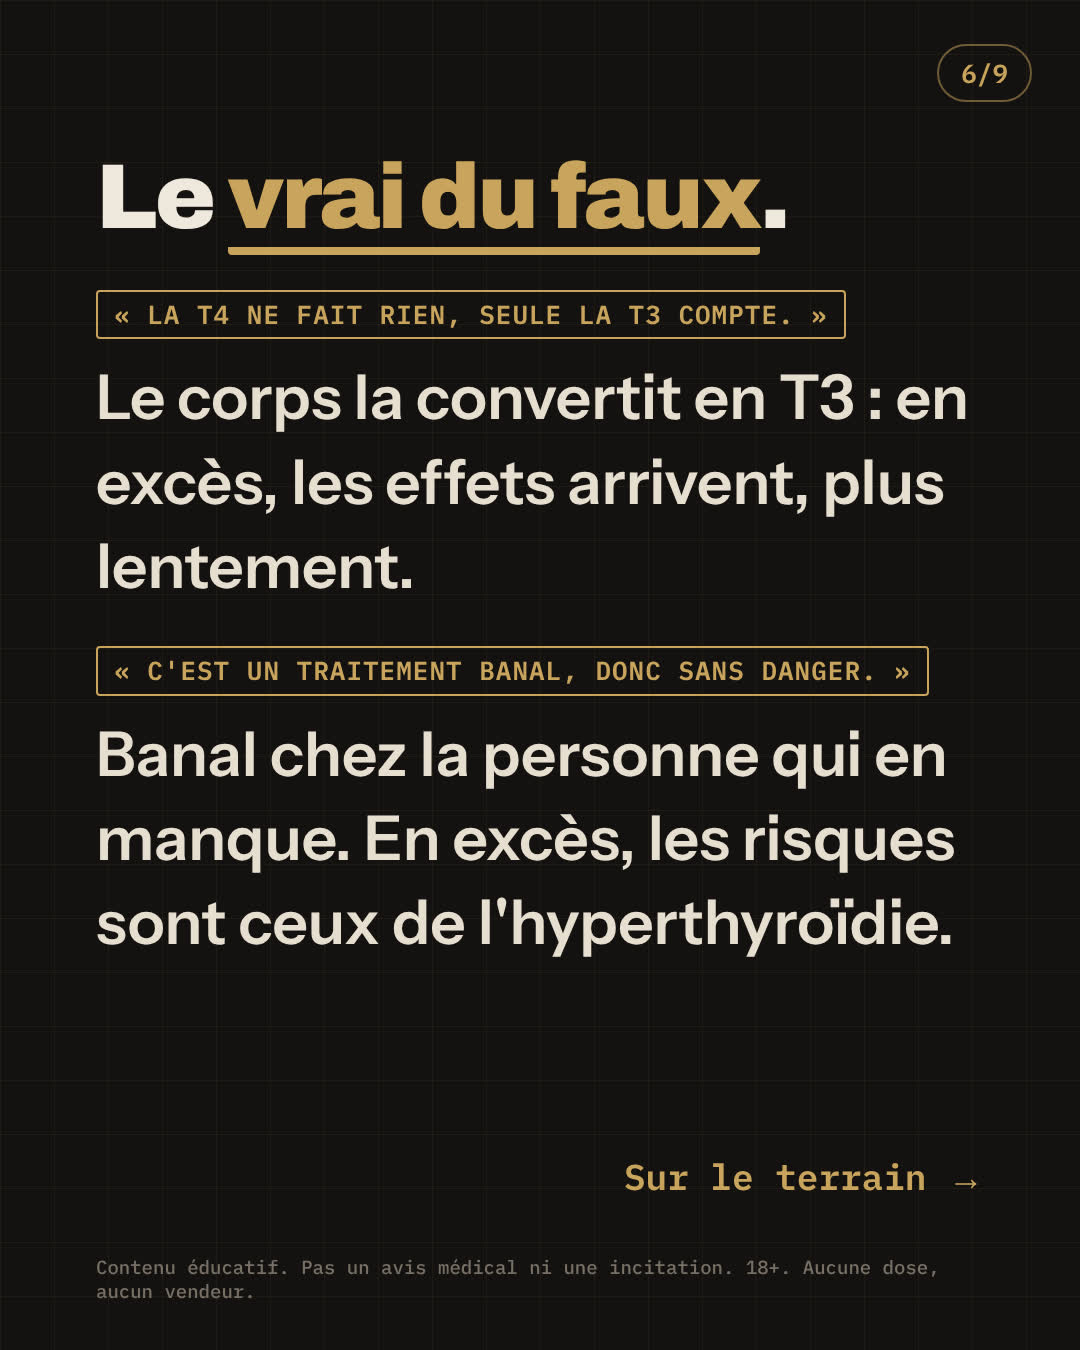 6/9
Le vrai du faux.
« LA T4 NE FAIT RIEN, SEULE LA T3 COMPTE. »
Le corps la convertit en T3 : en
excès, les effets arrivent, plus
lentement.
« C'EST UN TRAITEMENT BANAL, DONC SANS DANGER. »
Banal chez la personne qui en
manque. En excès, les risques
sont ceux de l'hyperthyroïdie.
Sur le terrain →
Contenu éducatif. Pas un avis médical ni une incitation. 18+. Aucune dose,
aucun vendeur.